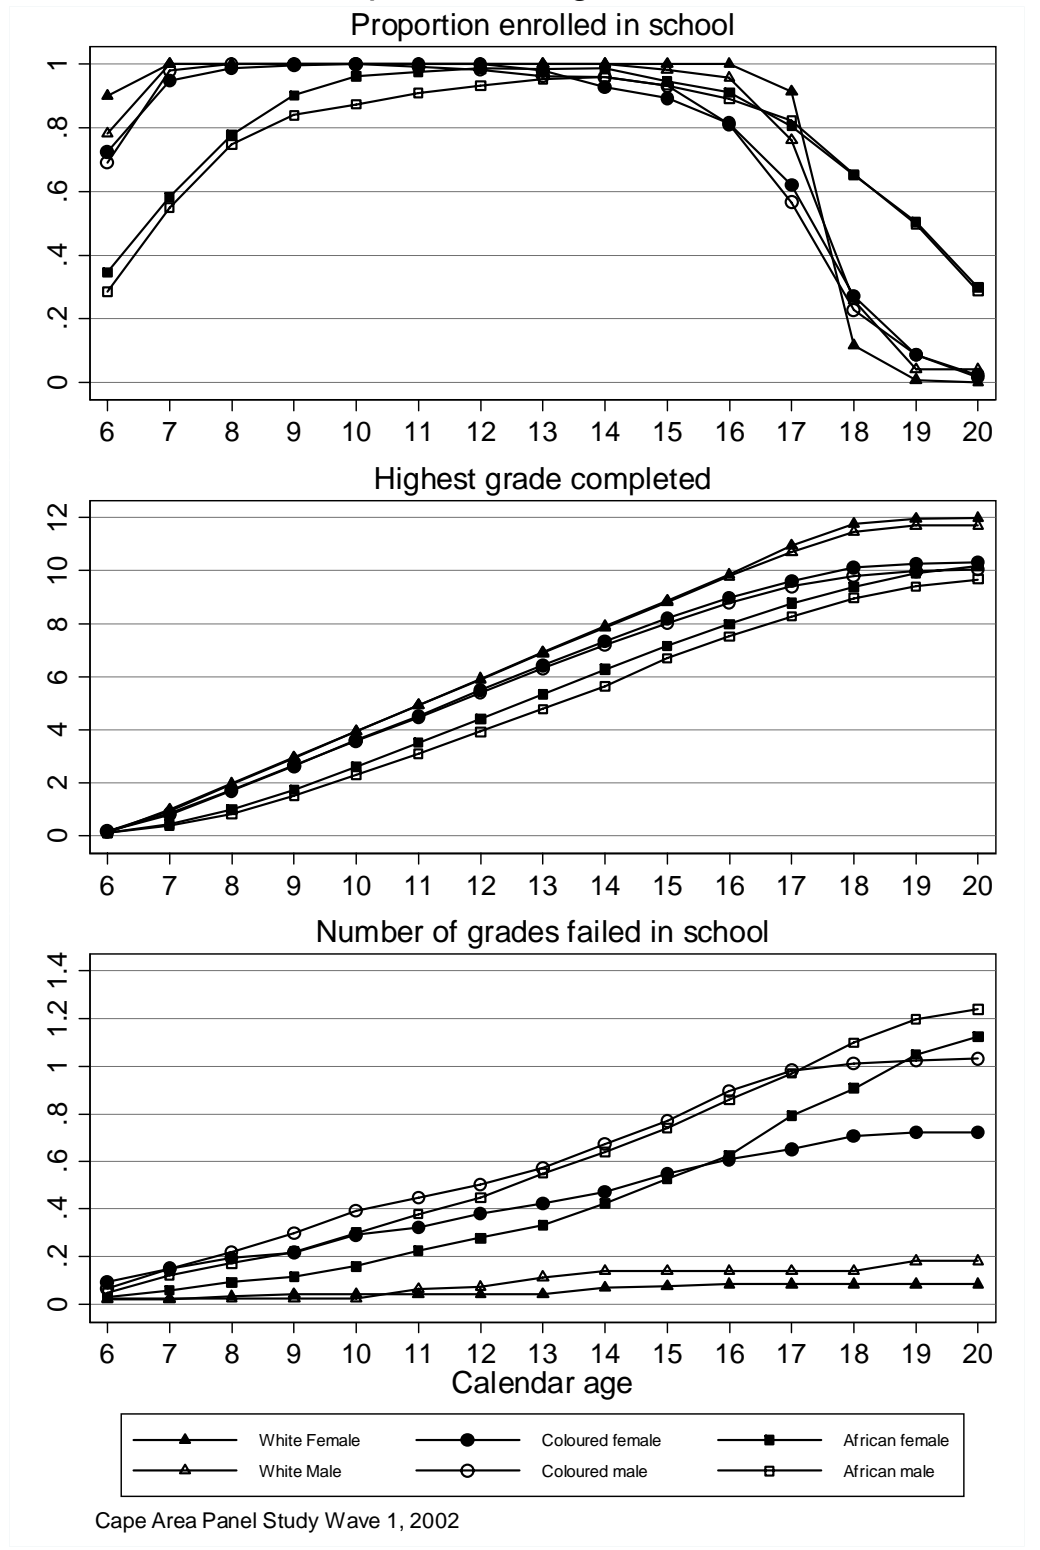 Proportion enrolled in school
1
.8
.6
.4
.2
0
6 7 8 9 10 11 12 13 14 15 16 17 18 19 20
Highest grade completed
12
10
8
6
4
2
0
6 7 8 9 10 11 12 13 14 15 16 17 18 19 20
Number of grades failed in school
1.4
1.2
1
.8
.6
.4
.2
0
6 7 8 9 10 11 12 13 14 15 16 17 18 19 20
Calendar age
White Female Coloured female African female
White Male Coloured male African male
Cape Area Panel Study Wave 1, 2002